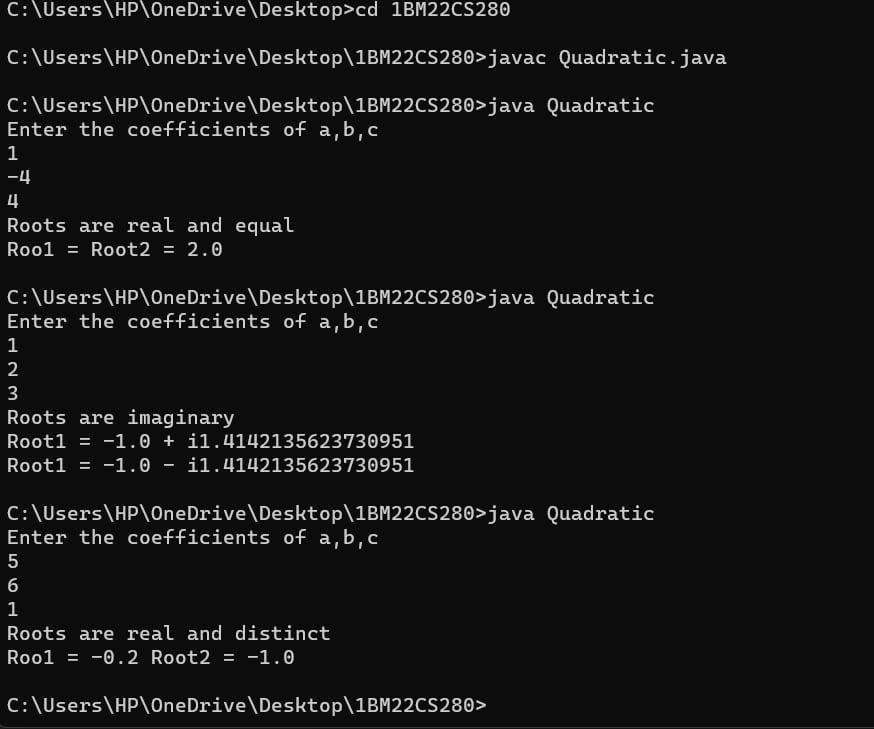 C:\Users\HP\OneDrive\Desktop>cd 1BM22CS280
C:\Users\HP\OneDrive\Desktop\1BM22CS280>javac Quadratic.java
C:\Users\HP\OneDrive\Desktop\1BM22CS280>java Quadratic
Enter the coefficients of a,b,c
1
-4
4
Roots are real and equal
Roo1 = Root2 = 2.0
C:\Users\HP\OneDrive\Desktop\1BM22CS280>java Quadratic
Enter the coefficients of a,b,c
1
2
3
Roots are imaginary
Root1 = -1.0 + i1.4142135623730951
Root1 = -1.0 - i1.4142135623730951
C:\Users\HP\OneDrive\Desktop\1BM22CS280>java Quadratic
Enter the coefficients of a,b,c
5
6
1
Roots are real and distinct
Roo1 = -0.2 Root2 = -1.0
C:\Users\HP\OneDrive\Desktop\1BM22CS280>